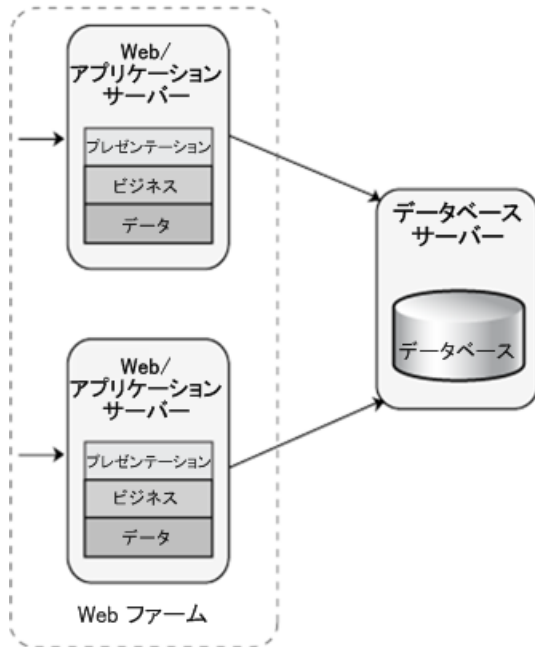 Web/
アプリケーション
サーバー
プレゼンテーション
ビジネス
データ
データベース
サーバー
データベース
Web/
アプリケーション
サーバー
プレゼンテーション
ビジネス
データ
Web ファーム